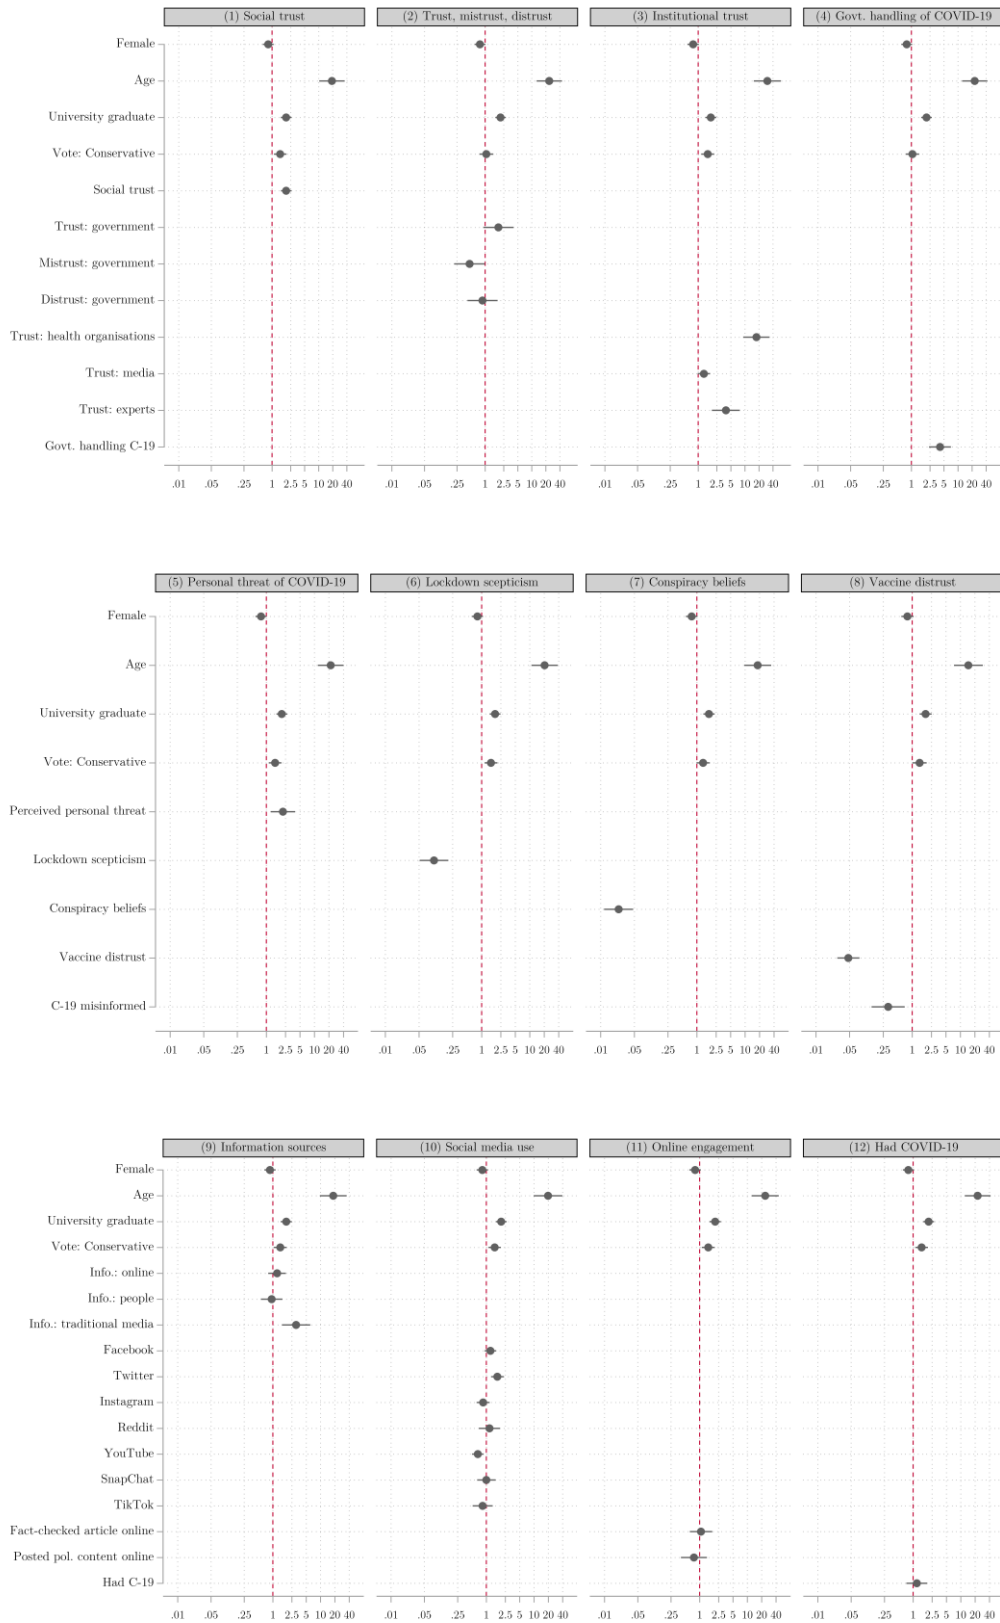 (1) Social trust (2) Trust, mistrust, distrust (3) Institutional trust (4) Govt. handling of COVID-19
Female
Age
University graduate
Vote: Conservative
Social trust
Trust: government
Mistrust: government
Distrust: government
Trust: health organisations
Trust: media
Trust: experts
Govt. handling C-19
.01 .05 .25 1 2.5 5 10 20 40 .01 .05 .25 1 2.5 5 10 20 40 .01 .05 .25 1 2.5 5 10 20 40 .01 .05 .25 1 2.5 5 10 20 40
(5) Personal threat of COVID-19 (6) Lockdown scepticism (7) Conspiracy beliefs (8) Vaccine distrust
Female
Age
University graduate
Vote: Conservative
Perceived personal threat
Lockdown scepticism
Conspiracy beliefs
Vaccine distrust
C-19 misinformed
.01 .05 .25 1 2.5 5 10 20 40 .01 .05 .25 1 2.5 5 10 20 40 .01 .05 .25 1 2.5 5 10 20 40 .01 .05 .25 1 2.5 5 10 20 40
(9) Information sources (10) Social media use (11) Online engagement (12) Had COVID-19
Female
Age
University graduate
Vote: Conservative
Info.: online
Info.: people
Info.: traditional media
Facebook
Twitter
Instagram
Reddit
YouTube
SnapChat
TikTok
Fact-checked article online
Posted pol. content online
Had C-19
.01 .05 .25 1 2.5 5 10 20 40 .01 .05 .25 1 2.5 5 10 20 40 .01 .05 .25 1 2.5 5 10 20 40 .01 .05 .25 1 2.5 5 10 20 40